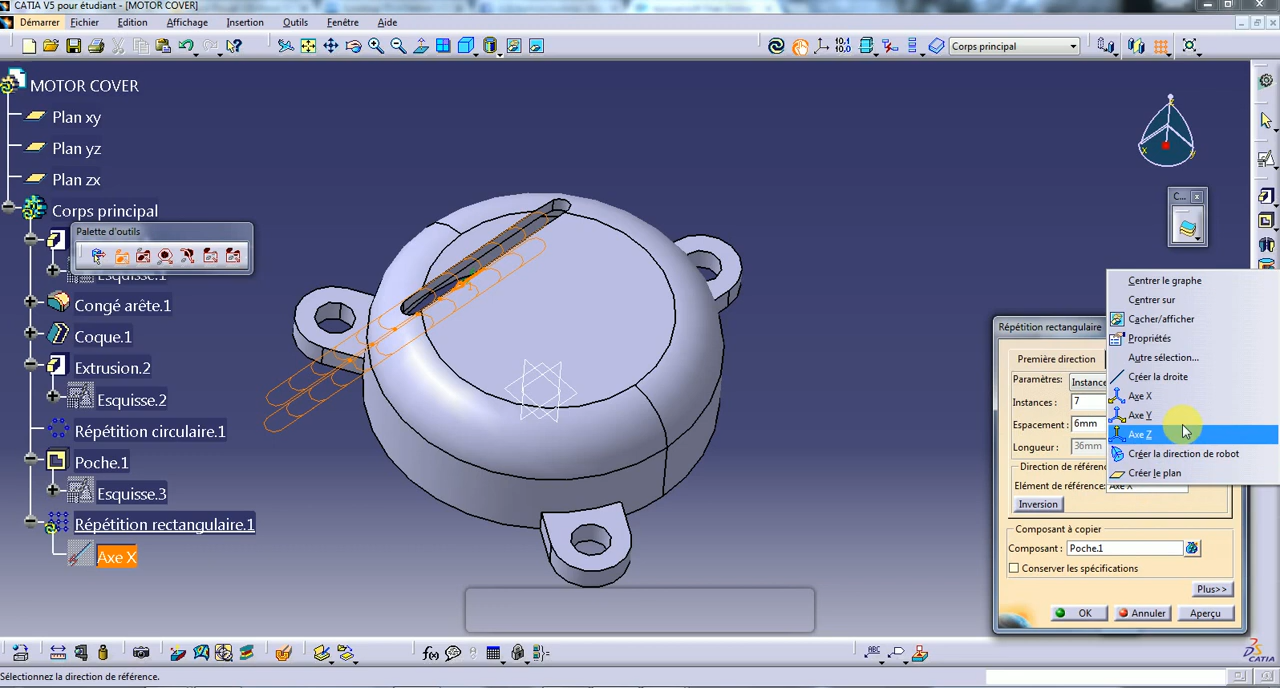 CATIA V5 pour étudiant - [MOTOR COVER]
Démarrer Fichier Edition Affichage Insertion Outils Fenêtre Aide
10,0
Corps principal
MOTOR COVER
Plan xy
Plan yz
Plan zx
Corps principal
Palette d'outils
C...
Esquisse.1
Congé arête.1
Coque.1
Extrusion.2
Esquisse.2
Répétition circulaire.1
Poche.1
Esquisse.3
Répétition rectangulaire.1
Axe X
x
y
z
Centrer le graphe
Centrer sur
Cacher/afficher
Propriétés
Autre sélection...
Créer la droite
Axe X
Axe Y
Axe Z
Créer la direction de robot
Créer le plan
Répétition rectangulaire
Première direction
Paramètres: Instance
Instances : 7
Espacement : 6mm
Longueur : 36mm
Direction de référence
Elément de référence: Axe X
Inversion
Composant à copier
Composant : Poche.1
Conserver les spécifications
Plus>>
OK Annuler Aperçu
f(x)
ABC
CATIA
Sélectionnez la direction de référence.